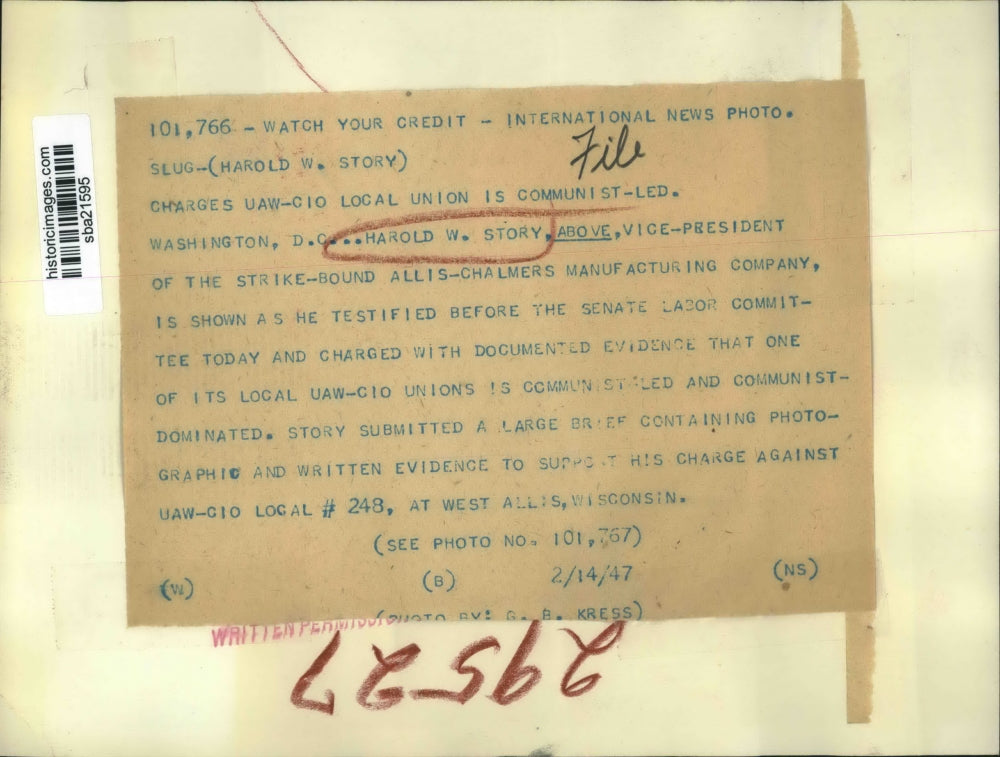 historicimages.com
sba21595
101,766 - WATCH YOUR CREDIT - INTERNATIONAL NEWS PHOTO.
File
SLUG-(HAROLD W. STORY)
CHARGES UAW-CIO LOCAL UNION IS COMMUNIST-LED.
WASHINGTON, D.C...HAROLD W. STORY, ABOVE, VICE-PRESIDENT
OF THE STRIKE-BOUND ALLIS-CHALMERS MANUFACTURING COMPANY,
IS SHOWN AS HE TESTIFIED BEFORE THE SENATE LABOR COMMIT-
TEE TODAY AND CHARGED WITH DOCUMENTED EVIDENCE THAT ONE
OF ITS LOCAL UAW-CIO UNIONS IS COMMUNIST-LED AND COMMUNIST-
DOMINATED. STORY SUBMITTED A LARGE BRIEF CONTAINING PHOTO-
GRAPHIC AND WRITTEN EVIDENCE TO SUPPORT HIS CHARGE AGAINST
UAW-CIO LOCAL # 248, AT WEST ALLIS, WISCONSIN.
(SEE PHOTO NO. 101,767)
(W) (B) 2/14/47 (NS)
(PHOTO BY: G. B. KRESS)
WRITTEN PERMISSION
29527